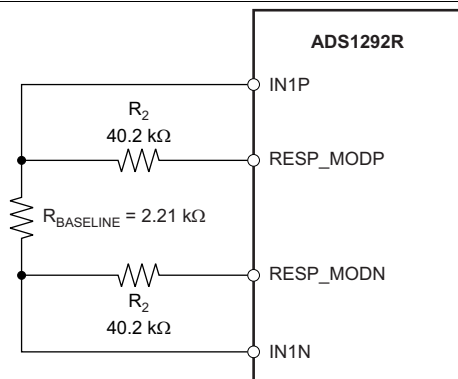 ADS1292R
IN1P
R2
40.2 kΩ
RESP_MODP
RBASELINE = 2.21 kΩ
RESP_MODN
R2
40.2 kΩ
IN1N